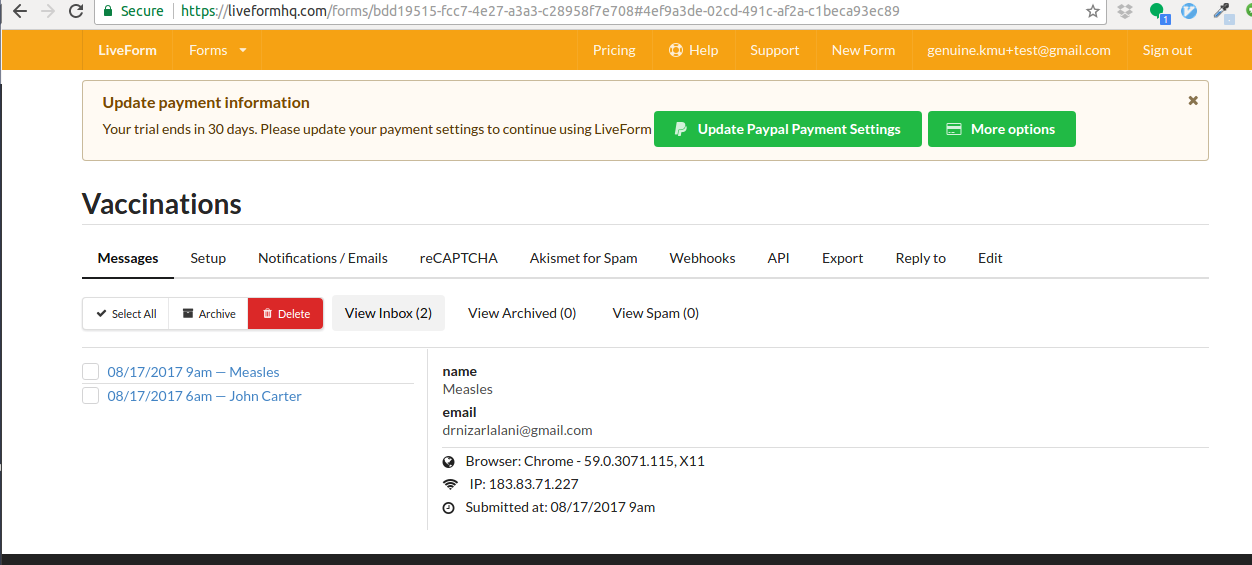 Secure https://liveformhq.com/forms/bdd19515-fcc7-4e27-a3a3-c28958f7e708#4ef9a3de-02cd-491c-af2a-c1beca93ec89
1
LiveForm Forms Pricing Help Support New Form genuine.kmu+test@gmail.com Sign out
Update payment information
Your trial ends in 30 days. Please update your payment settings to continue using LiveForm Update Paypal Payment Settings More options
Vaccinations
Messages Setup Notifications / Emails reCAPTCHA Akismet for Spam Webhooks API Export Reply to Edit
Select All Archive Delete View Inbox (2) View Archived (0) View Spam (0)
08/17/2017 9am — Measles
08/17/2017 6am — John Carter
name
Measles
email
drnizarlalani@gmail.com
Browser: Chrome - 59.0.3071.115, X11
IP: 183.83.71.227
Submitted at: 08/17/2017 9am